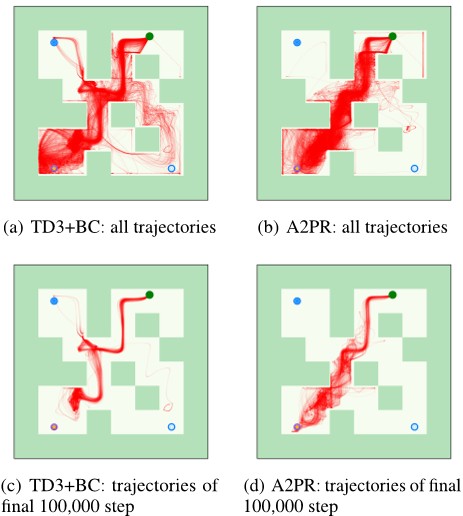 (a) TD3+BC: all trajectories
(b) A2PR: all trajectories
(c) TD3+BC: trajectories of
final 100,000 step
(d) A2PR: trajectories of final
100,000 step